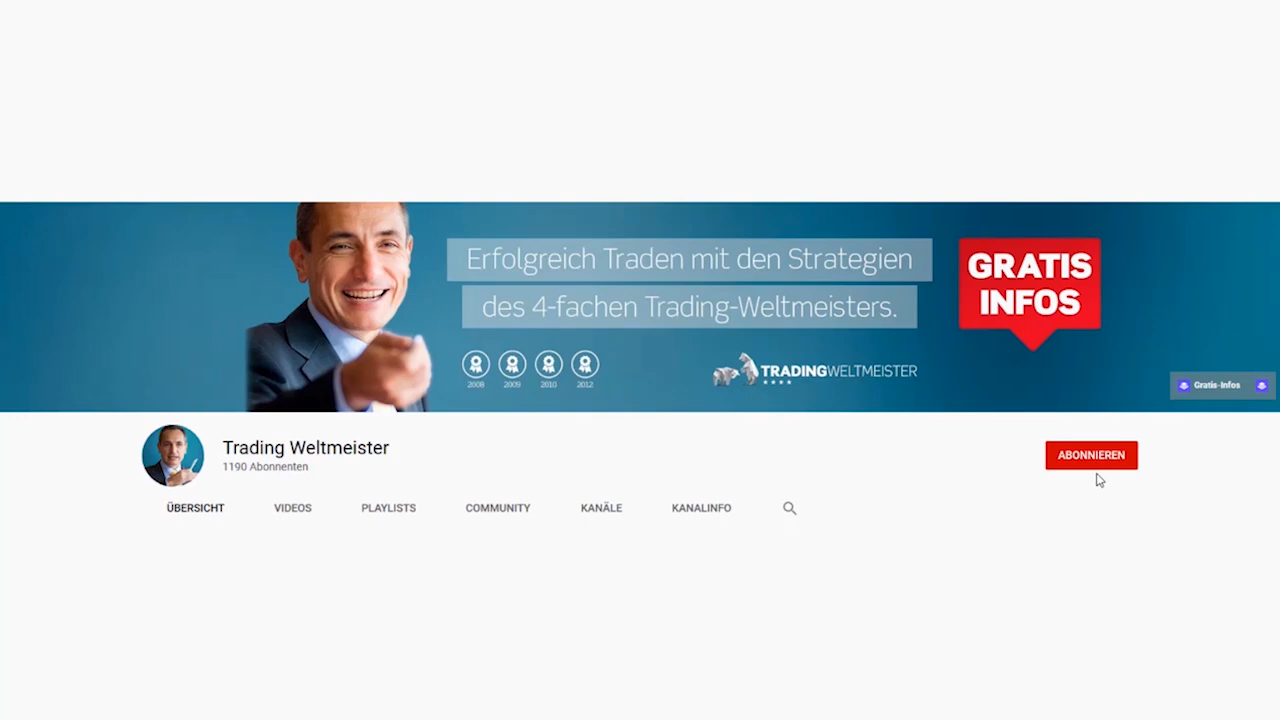 Erfolgreich Traden mit den Strategien
des 4-fachen Trading-Weltmeisters.
GRATIS
INFOS
2008 2009 2010 2012
TRADINGWELTMEISTER
Gratis-Infos
Trading Weltmeister
1190 Abonnenten
ABONNIEREN
ÜBERSICHT VIDEOS PLAYLISTS COMMUNITY KANÄLE KANALINFO